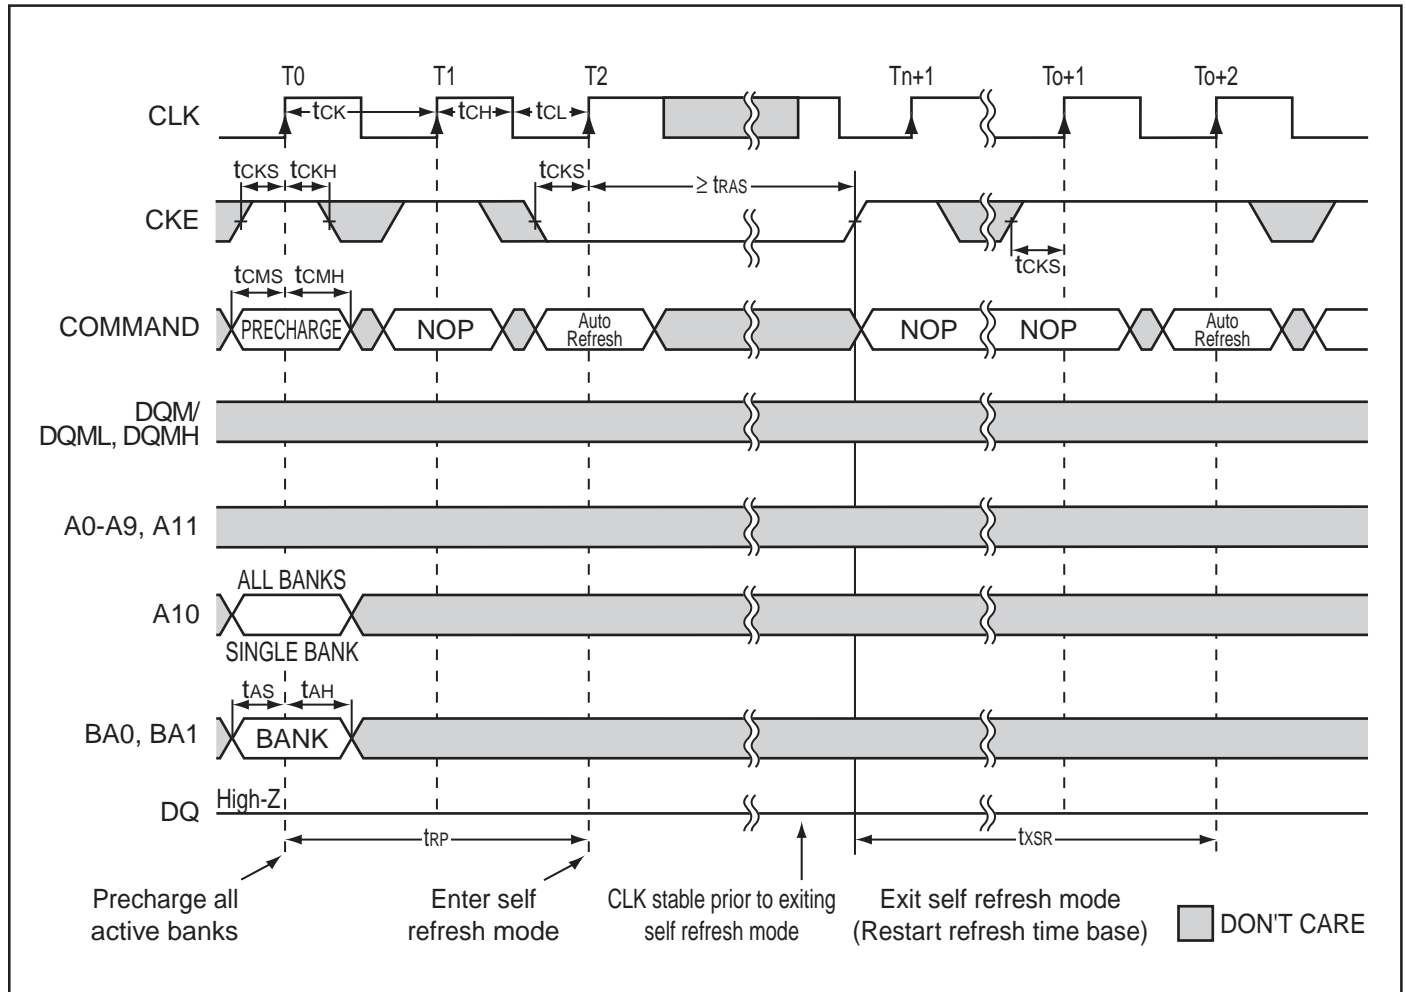 T0 T1 T2 Tn+1 To+1 To+2
CLK tCK tCH tCL
tCKS tCKH tCKS ≥ tRAS
CKE
tCKS
tCMS tCMH
COMMAND PRECHARGE NOP Auto Refresh NOP NOP Auto Refresh
DQM/
DQML, DQMH
A0-A9, A11
ALL BANKS
A10
SINGLE BANK
tAS tAH
BA0, BA1 BANK
High-Z
DQ
tRP tXSR
Precharge all
active banks
Enter self
refresh mode
CLK stable prior to exiting
self refresh mode
Exit self refresh mode
(Restart refresh time base)
DON'T CARE